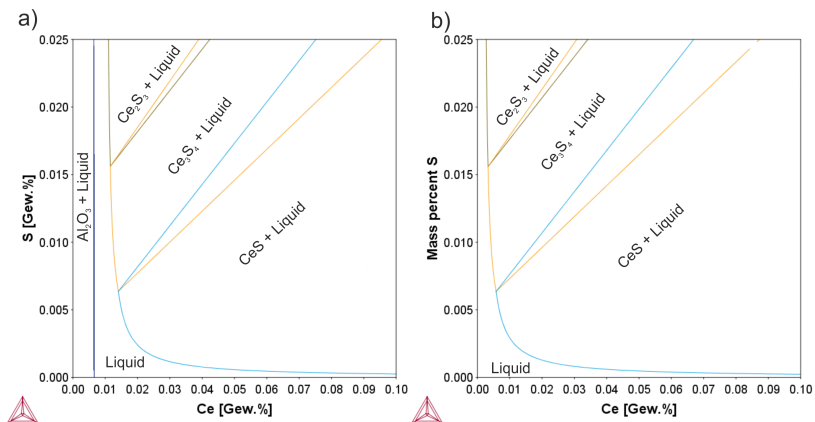 a)
b)
0.025
0.020
0.015
0.010
0.005
0.000
S [Gew.%]
Al₂O₃ + Liquid
Ce₂S₃ + Liquid
Ce₃S₄ + Liquid
CeS + Liquid
Liquid
0.00 0.01 0.02 0.03 0.04 0.05 0.06 0.07 0.08 0.09 0.10
Ce [Gew.%]
0.025
0.020
0.015
0.010
0.005
0.000
Mass percent S
Ce₂S₃ + Liquid
Ce₃S₄ + Liquid
CeS + Liquid
Liquid
0.00 0.01 0.02 0.03 0.04 0.05 0.06 0.07 0.08 0.09 0.10
Ce [Gew.%]